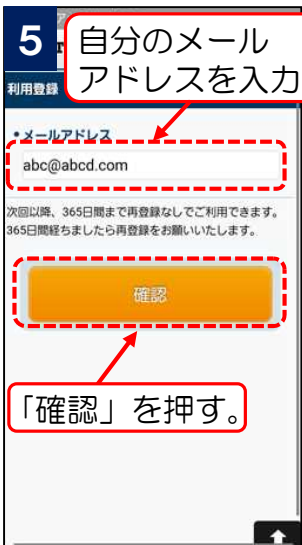 5
自分のメール
アドレスを入力
利用登録
•メールアドレス
abc@abcd.com
次回以降、365日間まで再登録なしでご利用できます。
365日間経ちましたら再登録をお願いいたします。
確認
「確認」を押す。